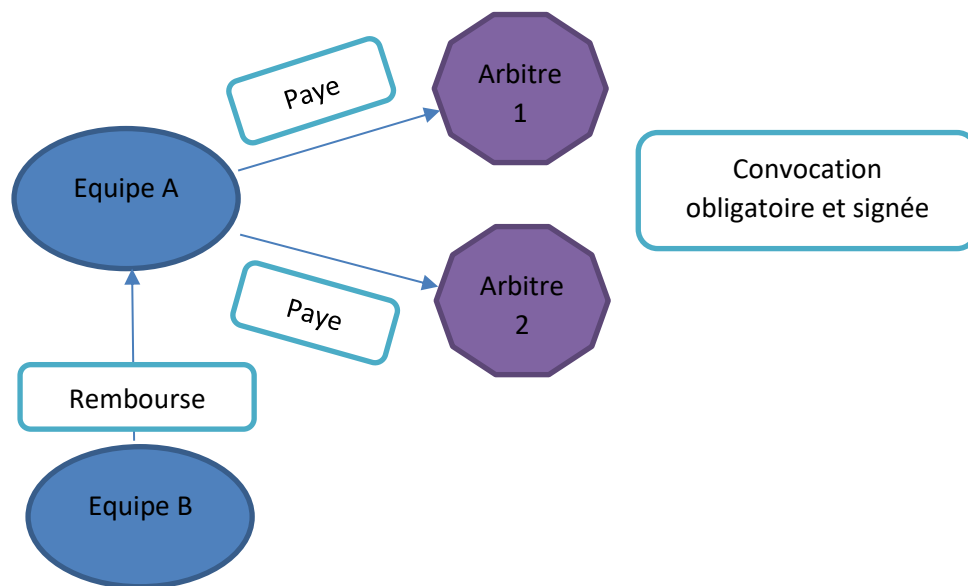 Paye
Arbitre
1
Convocation
obligatoire et signée
Equipe A
Arbitre
2
Paye
Rembourse
Equipe B